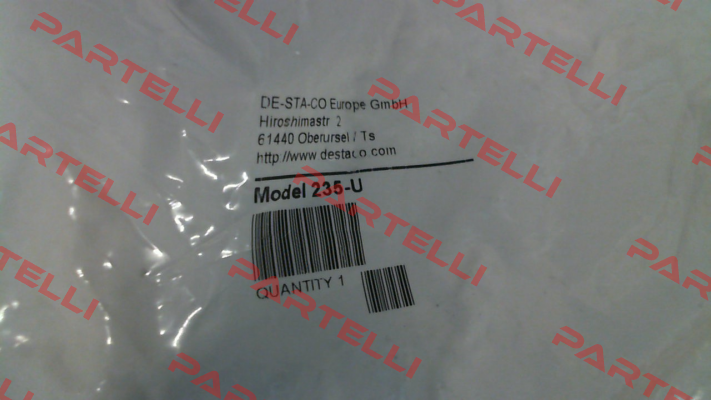 DE-STA-CO Europe GmbH
Hiroshimastr 2
61440 Oberursel / Ts
http://www destaco com
Model 235-U
QUANTITY 1
PARTELLI
PARTELLI
PARTELLI
PARTELLI
PARTELLI
PARTELLI
PARTELLI
PARTELLI